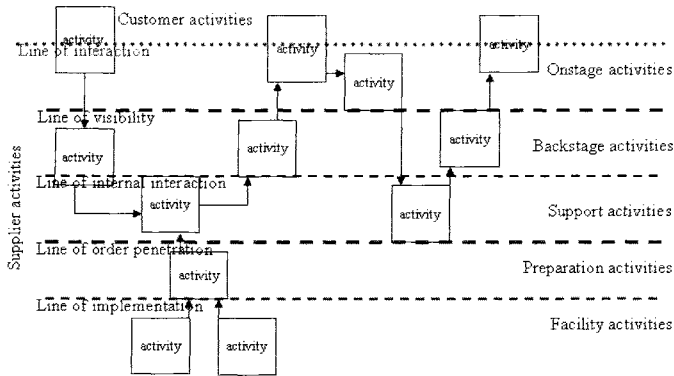 Customer activities
activity
activity
activity
Line of interaction
Onstage activities
activity
Line of visibility
activity
activity
activity
Backstage activities
Line of internal interaction
activity
activity
Support activities
Supplier activities
Line of order penetration
activity
Preparation activities
Line of implementation
activity
activity
Facility activities